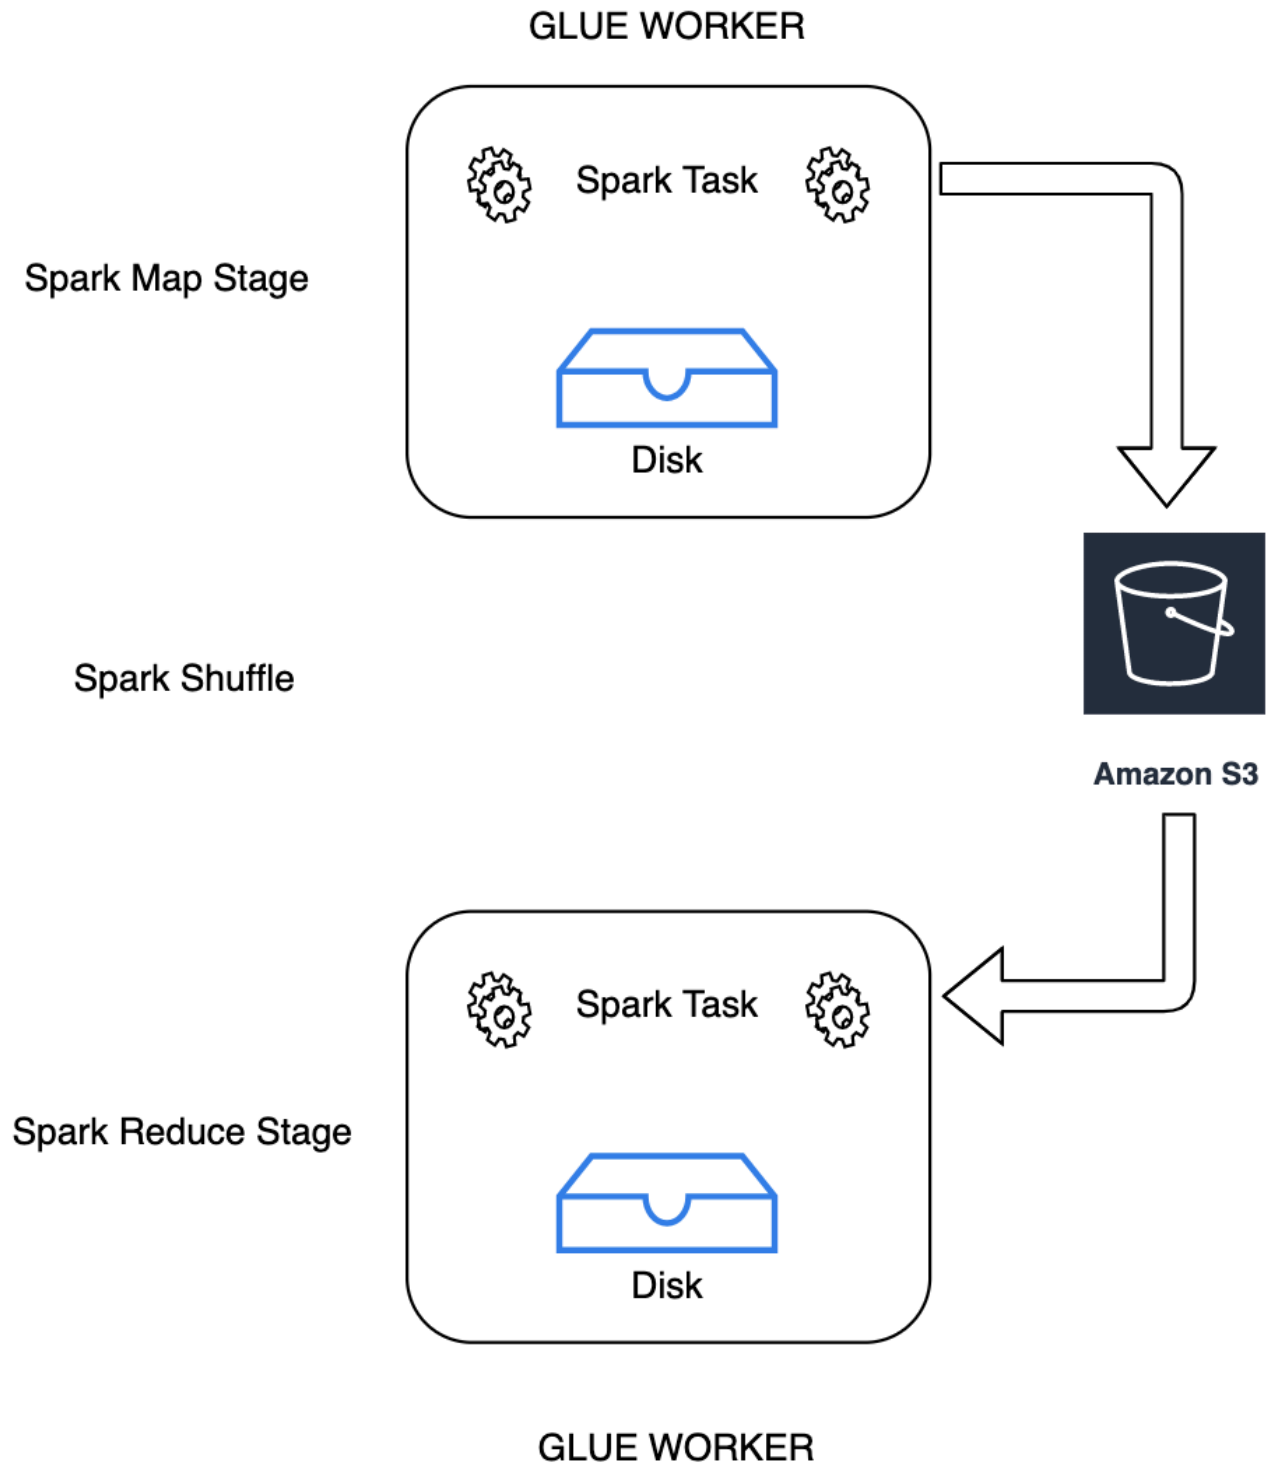 GLUE WORKER
Spark Task
Spark Map Stage
Disk
Spark Shuffle
Amazon S3
Spark Task
Spark Reduce Stage
Disk
GLUE WORKER